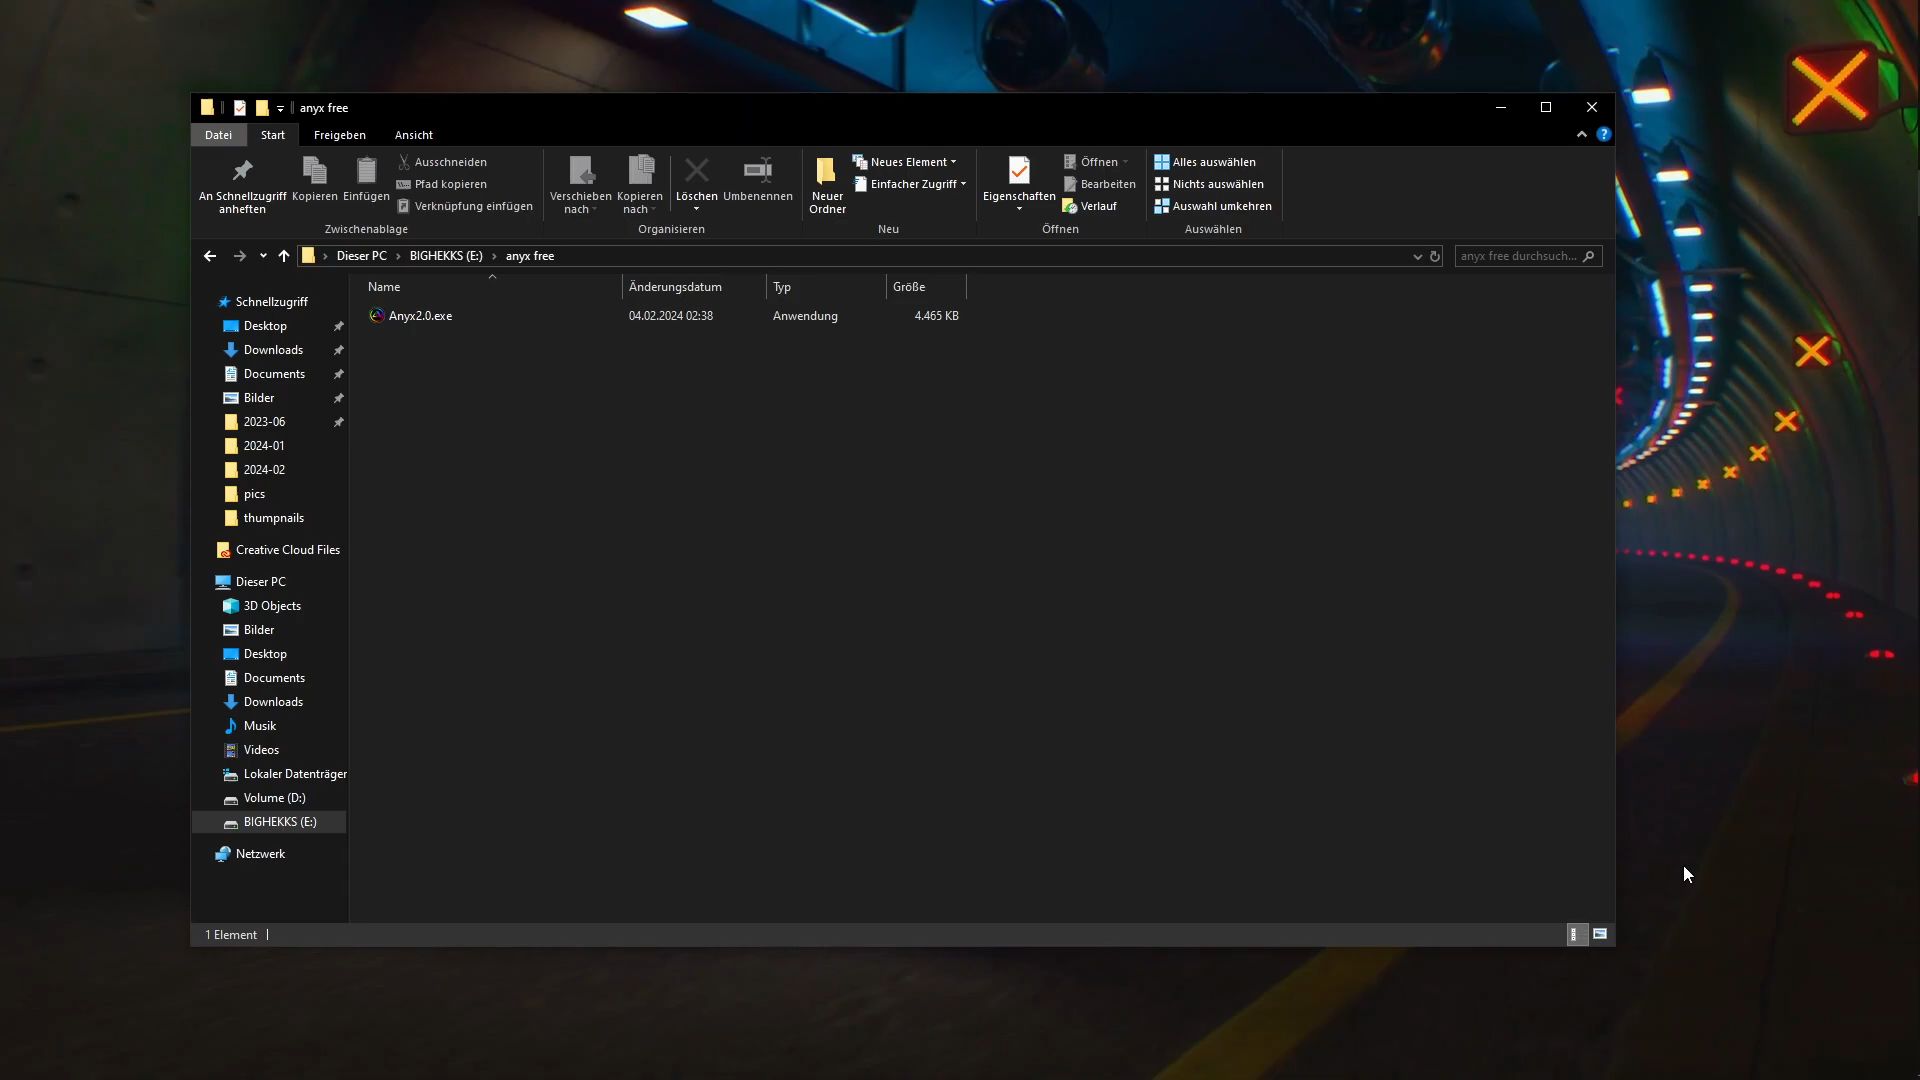 anyx free
Datei Start Freigeben Ansicht
An Schnellzugriff anheften
Kopieren
Einfügen
Ausschneiden
Pfad kopieren
Verknüpfung einfügen
Zwischenablage
Verschieben nach
Kopieren nach
Löschen
Umbenennen
Organisieren
Neuer Ordner
Neues Element
Einfacher Zugriff
Neu
Eigenschaften
Öffnen
Bearbeiten
Verlauf
Öffnen
Alles auswählen
Nichts auswählen
Auswahl umkehren
Auswählen
Dieser PC › BIGHEKKS (E:) › anyx free
anyx free durchsuch...
Name Änderungsdatum Typ Größe
Anyx2.0.exe 04.02.2024 02:38 Anwendung 4.465 KB
Schnellzugriff
Desktop
Downloads
Documents
Bilder
2023-06
2024-01
2024-02
pics
thumpnails
Creative Cloud Files
Dieser PC
3D Objects
Bilder
Desktop
Documents
Downloads
Musik
Videos
Lokaler Datenträger
Volume (D:)
BIGHEKKS (E:)
Netzwerk
1 Element